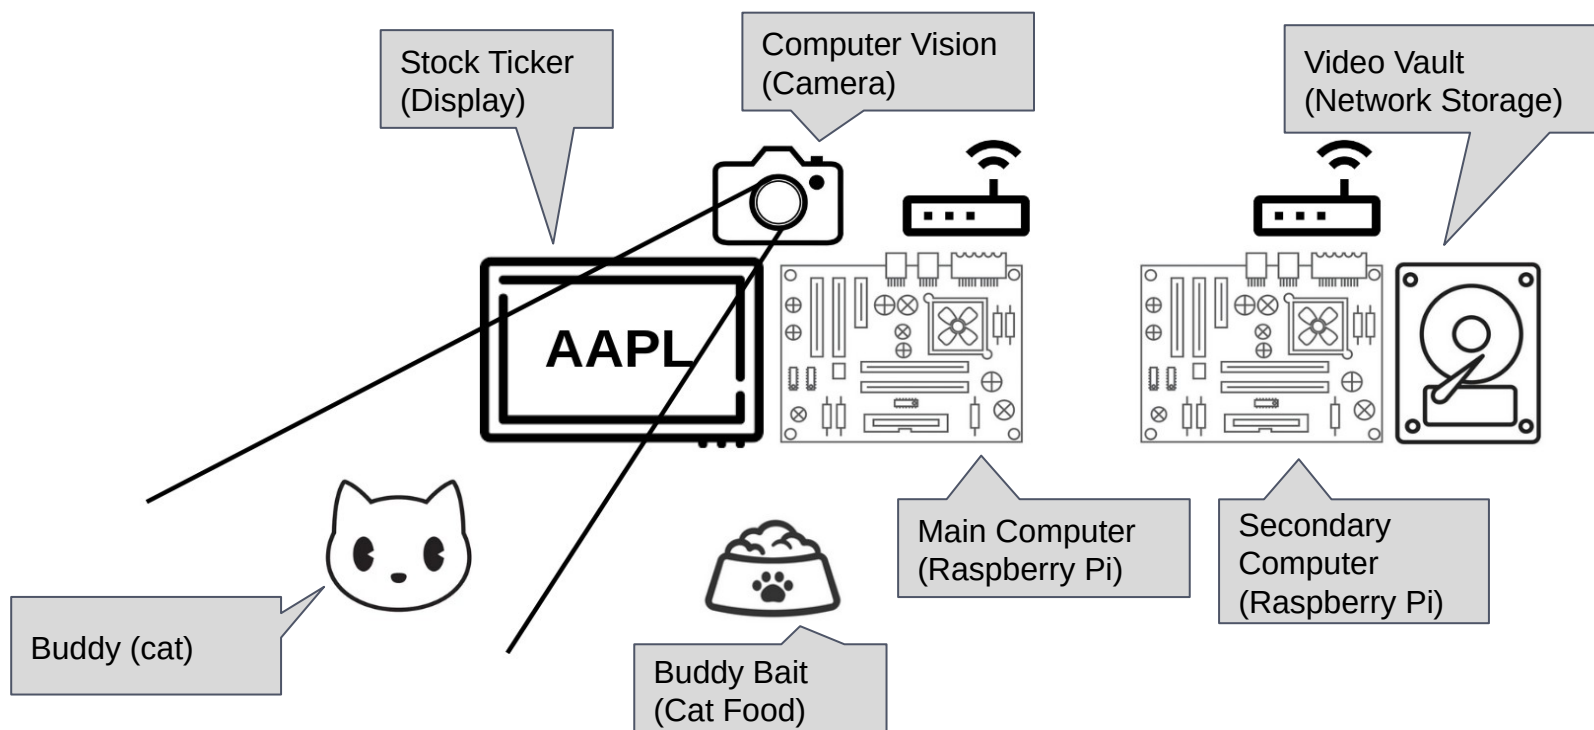 Stock Ticker
(Display)
Computer Vision
(Camera)
Video Vault
(Network Storage)
AAPL
Main Computer
(Raspberry Pi)
Secondary
Computer
(Raspberry Pi)
Buddy (cat)
Buddy Bait
(Cat Food)